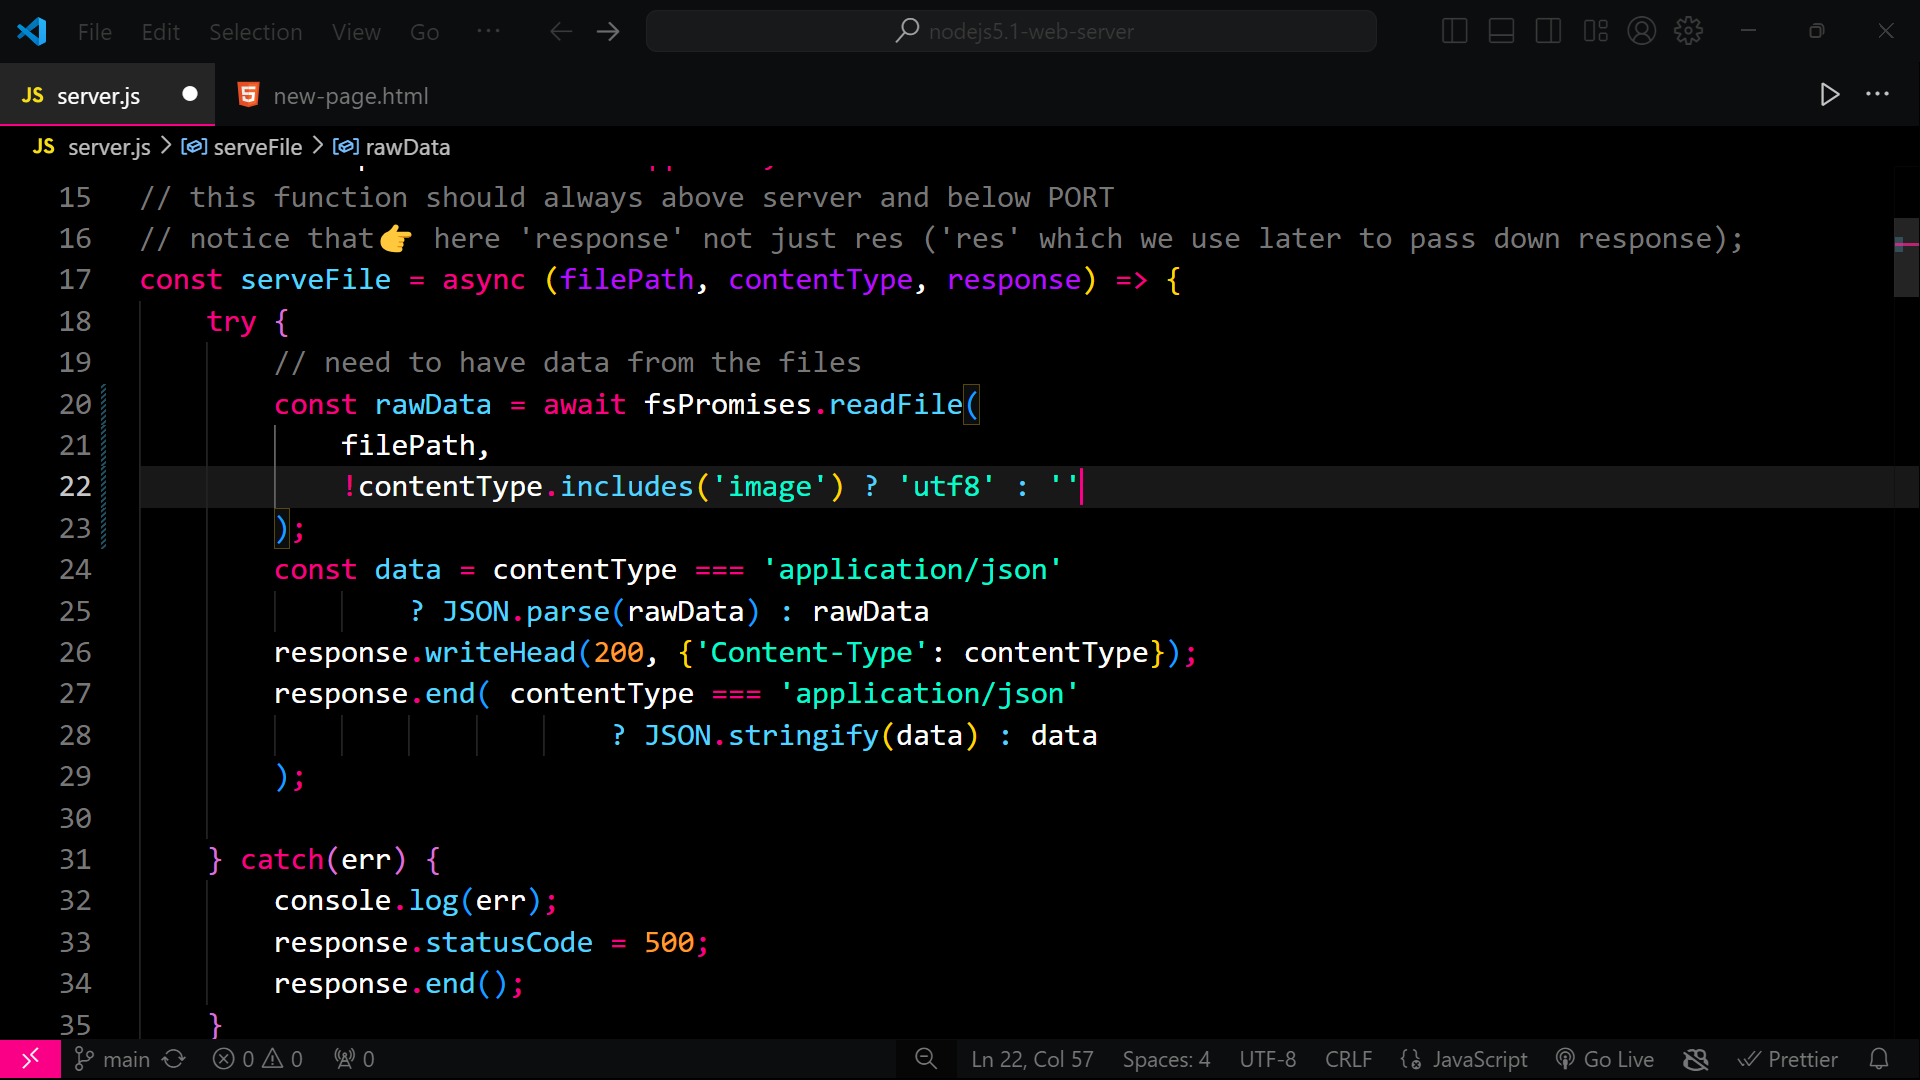 File Edit Selection View Go ··· nodejs5.1-web-server
JS server.js new-page.html
JS server.js > serveFile > rawData
15 // this function should always above server and below PORT
16 // notice that👉 here 'response' not just res ('res' which we use later to pass down response);
17 const serveFile = async (filePath, contentType, response) => {
18 try {
19 // need to have data from the files
20 const rawData = await fsPromises.readFile(
21 filePath,
22 !contentType.includes('image') ? 'utf8' : ''
23 );
24 const data = contentType === 'application/json'
25 ? JSON.parse(rawData) : rawData
26 response.writeHead(200, {'Content-Type': contentType});
27 response.end( contentType === 'application/json'
28 ? JSON.stringify(data) : data
29 );
30
31 } catch(err) {
32 console.log(err);
33 response.statusCode = 500;
34 response.end();
35 }
main 0 0 0 Ln 22, Col 57 Spaces: 4 UTF-8 CRLF {} JavaScript Go Live Prettier